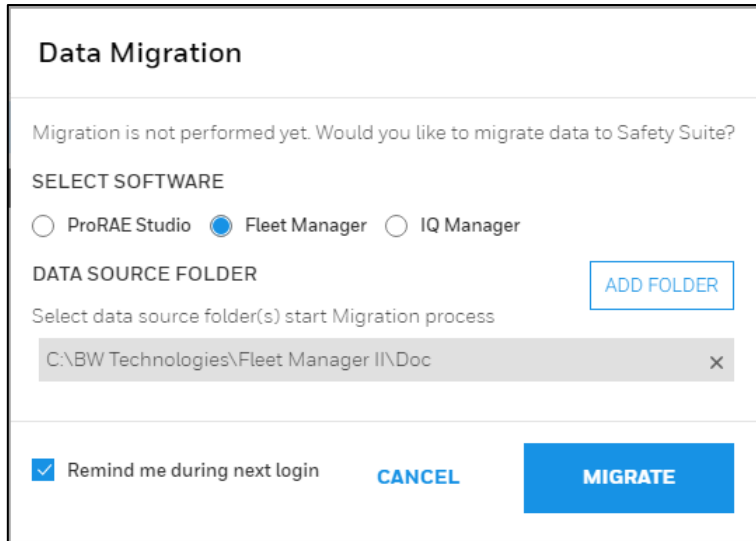 Data Migration
Migration is not performed yet. Would you like to migrate data to Safety Suite?
SELECT SOFTWARE
ProRAE Studio Fleet Manager IQ Manager
DATA SOURCE FOLDER
ADD FOLDER
Select data source folder(s) start Migration process
C:\BW Technologies\Fleet Manager II\Doc
Remind me during next login CANCEL MIGRATE